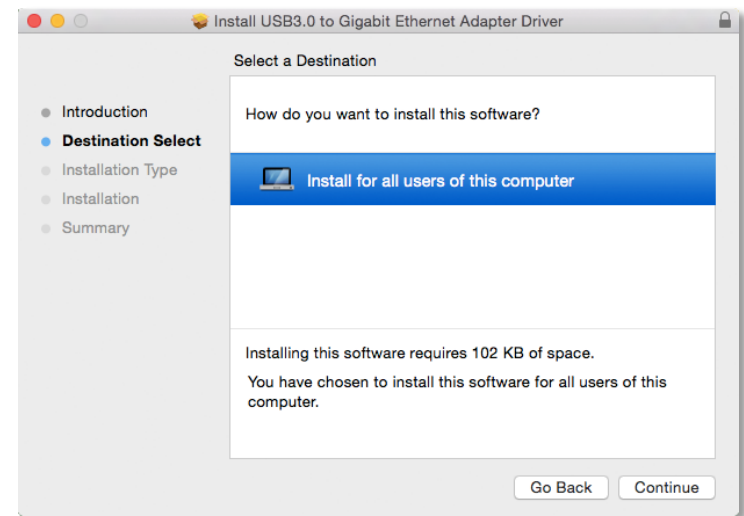 Install USB3.0 to Gigabit Ethernet Adapter Driver
Select a Destination
Introduction
Destination Select
Installation Type
Installation
Summary
How do you want to install this software?
Install for all users of this computer
Installing this software requires 102 KB of space.
You have chosen to install this software for all users of this
computer.
Go Back
Continue